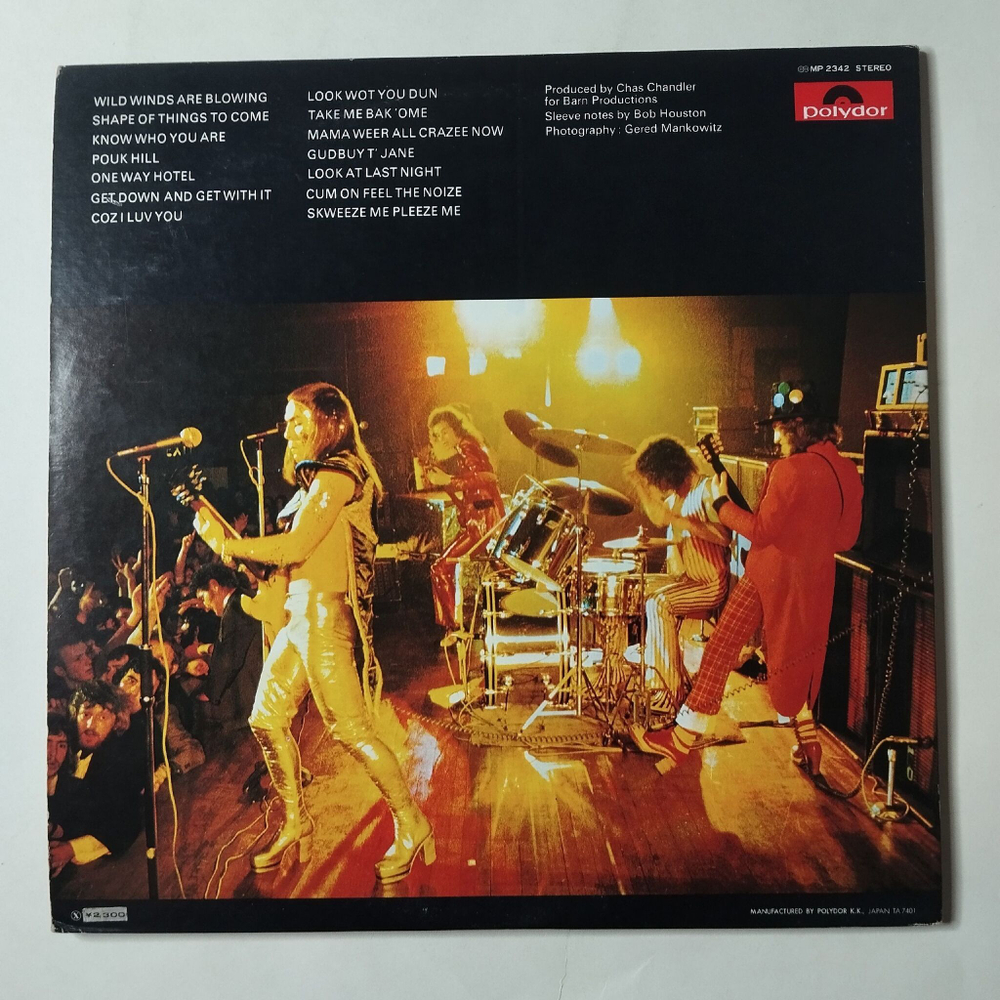 WILD WINDS ARE BLOWING
SHAPE OF THINGS TO COME
KNOW WHO YOU ARE
POUK HILL
ONE WAY HOTEL
GET DOWN AND GET WITH IT
COZ I LUV YOU
LOOK WOT YOU DUN
TAKE ME BAK 'OME
MAMA WEER ALL CRAZEE NOW
GUDBUY T' JANE
LOOK AT LAST NIGHT
CUM ON FEEL THE NOIZE
SKWEEZE ME PLEEZE ME
Produced by Chas Chandler
for Barn Productions
Sleeve notes by Bob Houston
Photography : Gered Mankowitz
MP 2342 STEREO
polydor
Ⓧ ¥2,300
MANUFACTURED BY POLYDOR K.K., JAPAN TA 7401